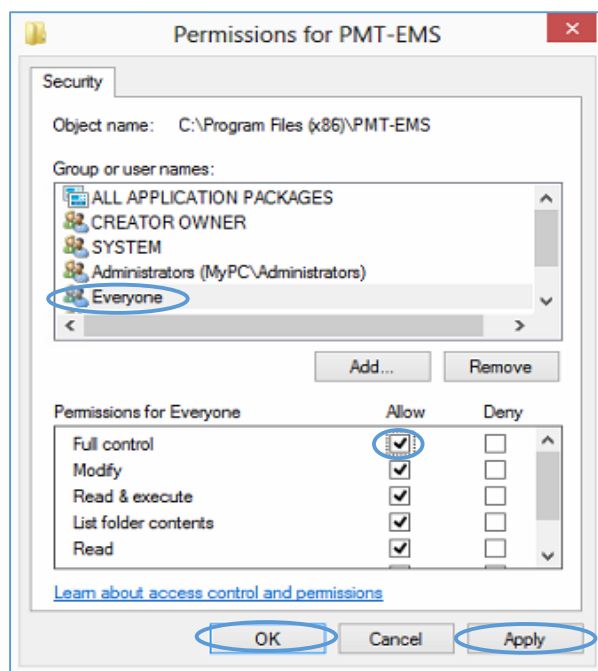 Permissions for PMT-EMS
Security
Object name: C:\Program Files (x86)\PMT-EMS
Group or user names:
ALL APPLICATION PACKAGES
CREATOR OWNER
SYSTEM
Administrators (MyPC\Administrators)
Everyone
Add... Remove
Permissions for Everyone Allow Deny
Full control
Modify
Read & execute
List folder contents
Read
Learn about access control and permissions
OK Cancel Apply